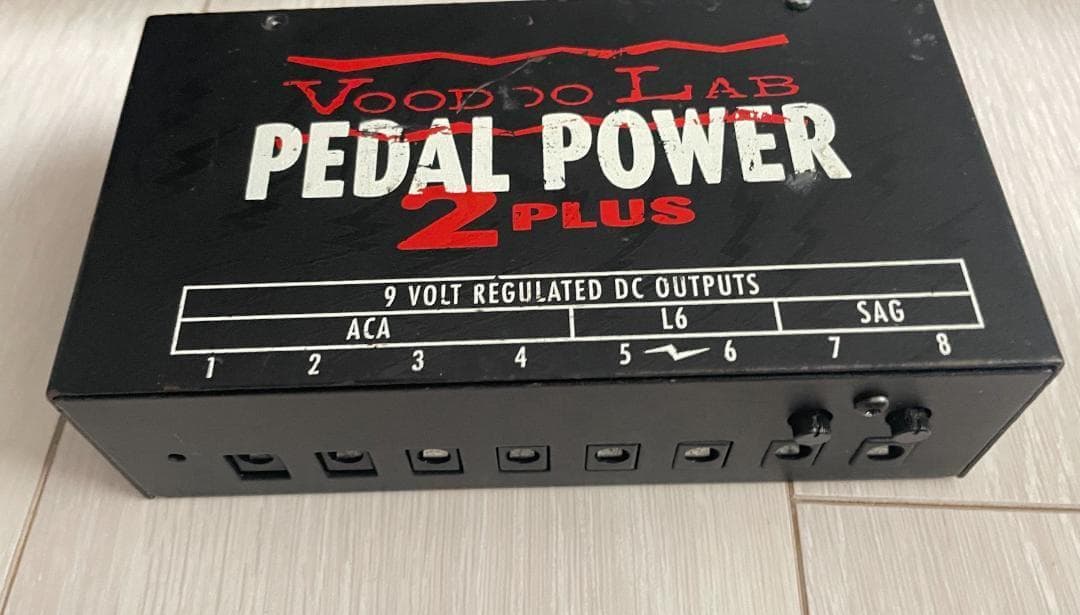 VOODOO LAB
PEDAL POWER
2 PLUS
9 VOLT REGULATED DC OUTPUTS
ACA L6 SAG
1 2 3 4 5 6 7 8